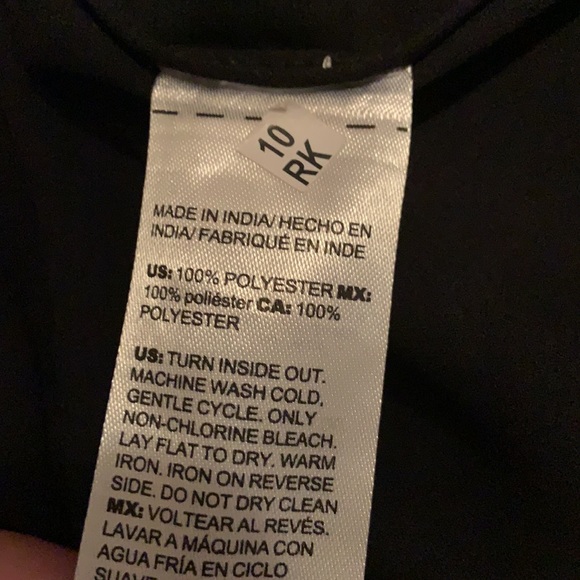 10
RK
MADE IN INDIA/ HECHO EN
INDIA/ FABRIQUÉ EN INDE
US: 100% POLYESTER MX:
100% poliéster CA: 100%
POLYESTER
US: TURN INSIDE OUT.
MACHINE WASH COLD,
GENTLE CYCLE. ONLY
NON-CHLORINE BLEACH.
LAY FLAT TO DRY. WARM
IRON. IRON ON REVERSE
SIDE. DO NOT DRY CLEAN
MX: VOLTEAR AL REVÉS.
LAVAR A MÁQUINA CON
AGUA FRÍA EN CICLO